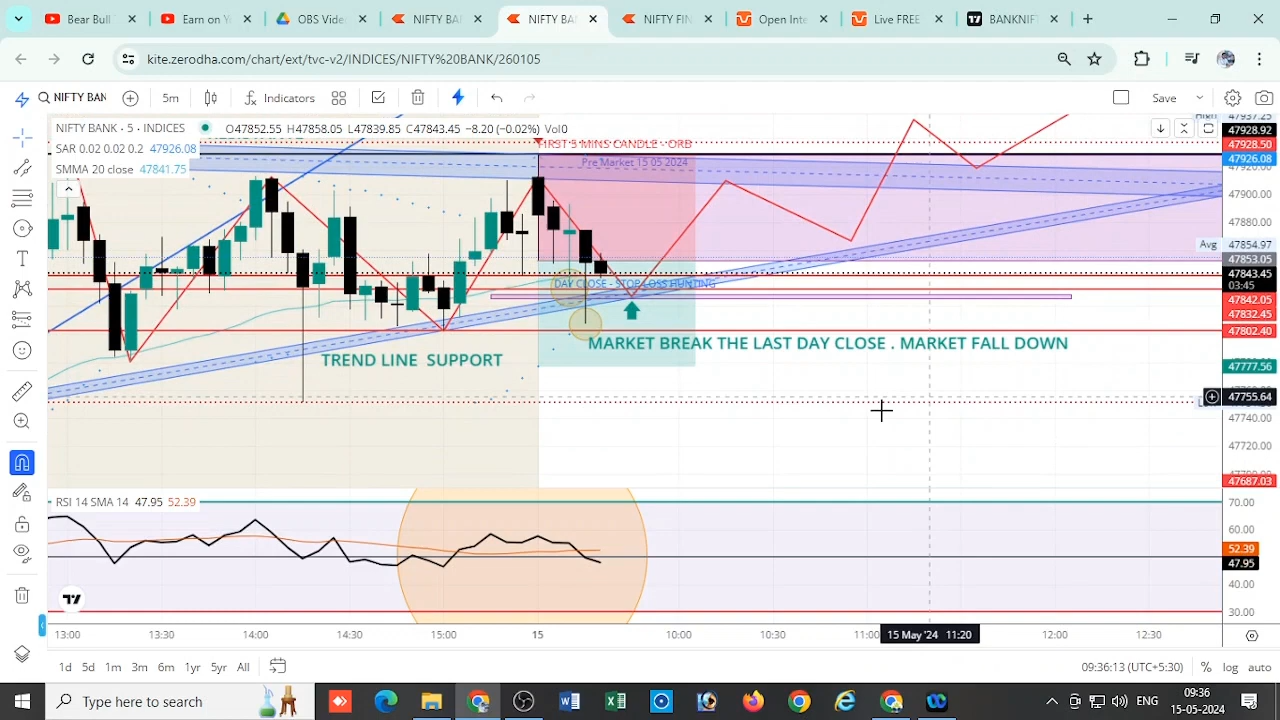 Bear Bull
Earn on Y
OBS Vide
NIFTY BA
NIFTY BA
NIFTY FIN
Open Inte
Live FREE
BANKNIF
kite.zerodha.com/chart/ext/tvc-v2/INDICES/NIFTY%20BANK/260105
NIFTY BAN
5m
Indicators
Save
NIFTY BANK · 5 · INDICES
O47852.55 H47858.05 L47839.85 C47843.45 −8.20 (−0.02%) Vol0
SAR 0.02 0.02 0.2 47926.08
SMMA 20 close 47841.75
FIRST 5 MINS CANDLE - ORB
Pre Market 15 05 2024
DAY CLOSE - STOP LOSS HUNTING
MARKET BREAK THE LAST DAY CLOSE . MARKET FALL DOWN
TREND LINE SUPPORT
High
47937.25
47928.92
47928.50
47926.08
47920.00
47900.00
47880.00
Avg
47854.97
47853.05
47843.45
03:45
47842.05
47832.45
47802.40
47777.56
47755.64
47740.00
47720.00
47687.03
RSI 14 SMA 14 47.95 52.39
70.00
60.00
52.39
47.95
40.00
30.00
13:00
13:30
14:00
14:30
15:00
15
10:00
10:30
11:00
15 May '24 11:20
12:00
12:30
1d 5d 1m 3m 6m 1yr 5yr All
09:36:13 (UTC+5:30)
% log auto
Type here to search
ENG
09:36
15-05-2024